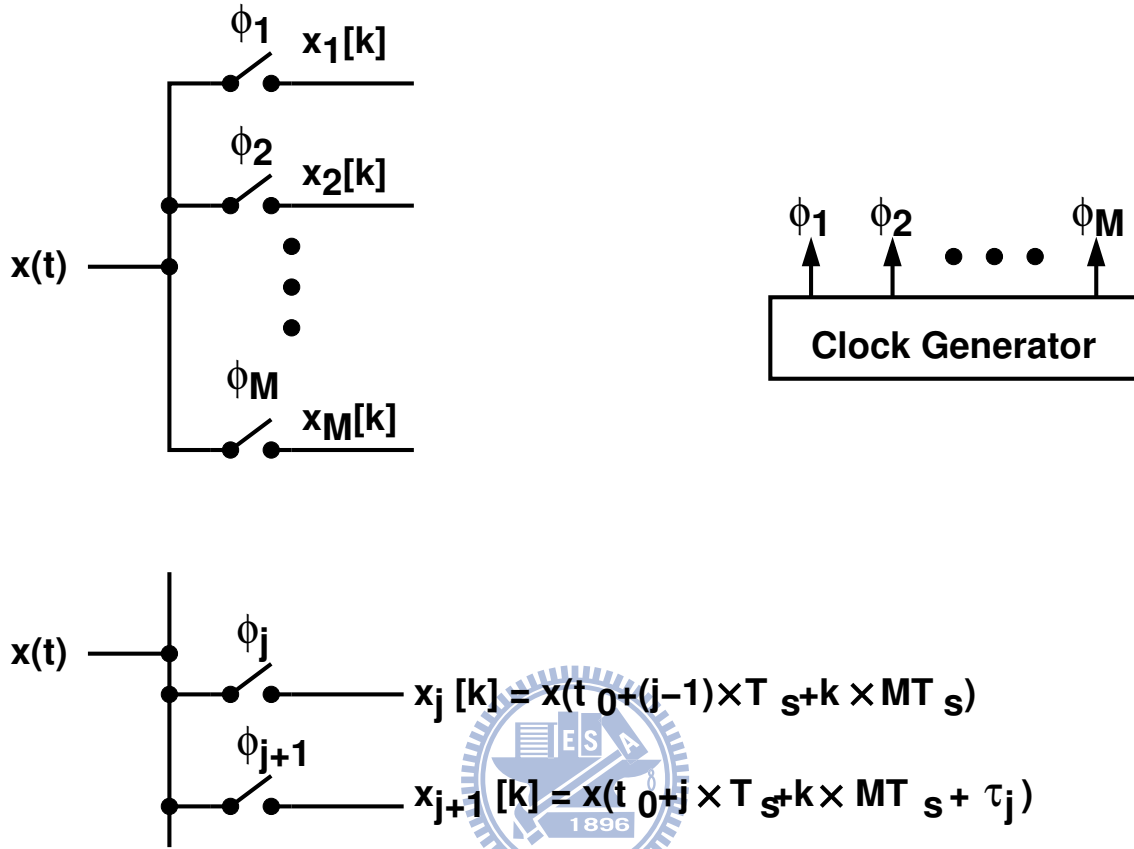 ϕ1 x1[k]
ϕ2 x2[k]
x(t)
ϕM xM[k]
ϕ1 ϕ2 ϕM
Clock Generator
x(t)
ϕj
xj [k] = x(t 0+(j−1)×T s+k ×MT s)
ϕj+1
xj+1 [k] = x(t 0+j × T s+k× MT s + τj )
E S A
1896